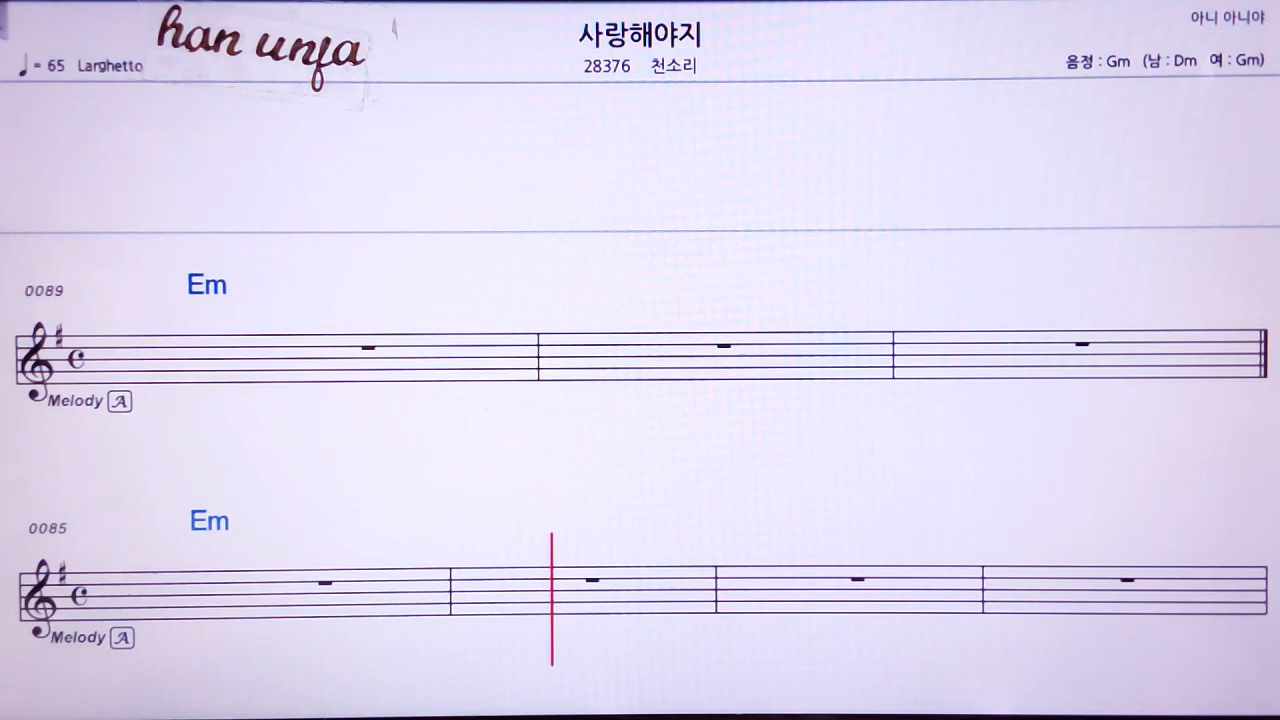 han unfa
사랑해야지
아니 아니야
♩= 65 Larghetto
28376 천소리
음정 : Gm (남 : Dm 여 : Gm)
0089
Em
Melody A
0085
Em
Melody A